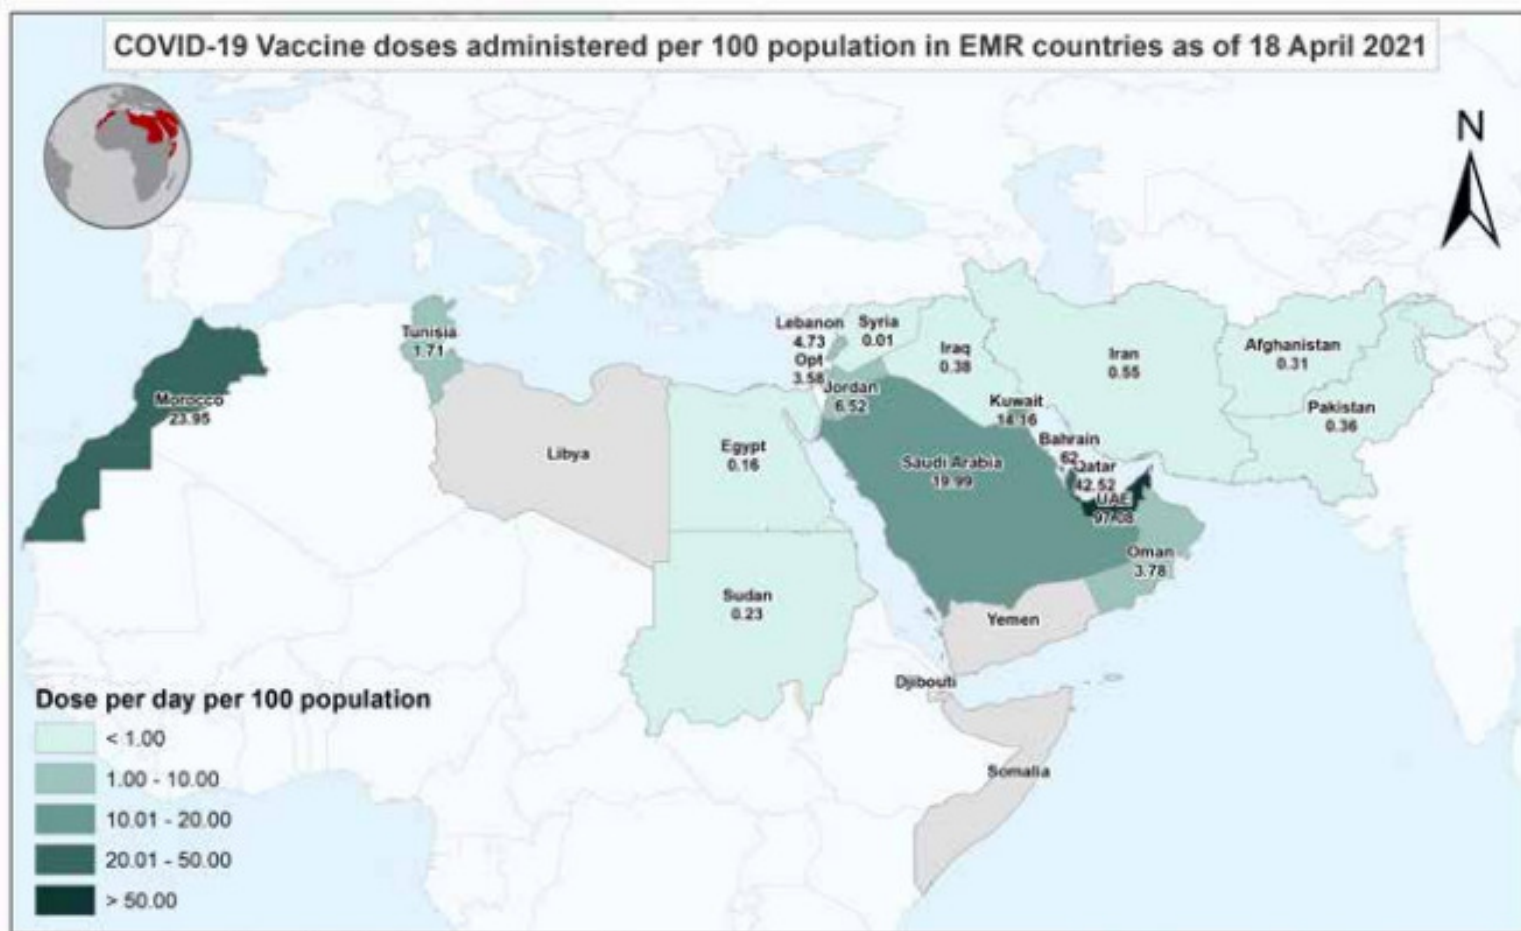 COVID-19 Vaccine doses administered per 100 population in EMR countries as of 18 April 2021
N
Tunisia
1.71
Lebanon
4.73
Syria
0.01
Opt
3.58
Jordan
6.52
Iraq
0.38
Iran
0.55
Afghanistan
0.31
Pakistan
0.36
Morocco
23.95
Libya
Egypt
0.16
Kuwait
14.16
Bahrain
62
Qatar
42.52
UAE
97.08
Saudi Arabia
19.99
Oman
3.78
Sudan
0.23
Yemen
Djibouti
Somalia
Dose per day per 100 population
< 1.00
1.00 - 10.00
10.01 - 20.00
20.01 - 50.00
> 50.00